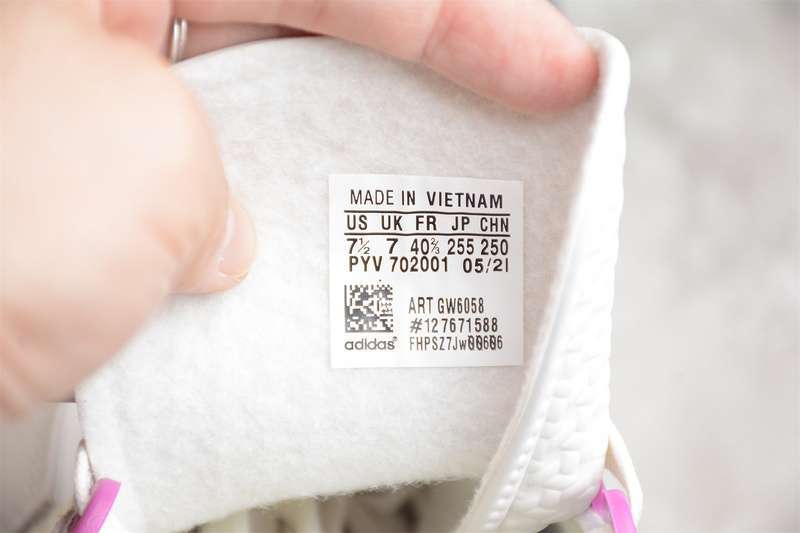 MADE IN VIETNAM
US UK FR JP CHN
7½ 7 40⅔ 255 250
PYV 702001 05/21
ART GW6058
#127671588
adidas® FHPSZ7Jw00606